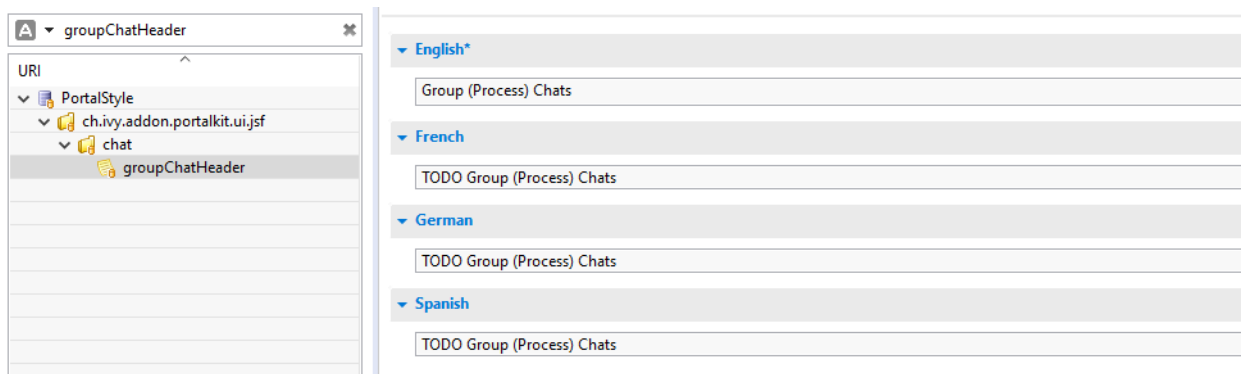 A groupChatHeader
URI
PortalStyle
ch.ivy.addon.portalkit.ui.jsf
chat
groupChatHeader
English*
Group (Process) Chats
French
TODO Group (Process) Chats
German
TODO Group (Process) Chats
Spanish
TODO Group (Process) Chats